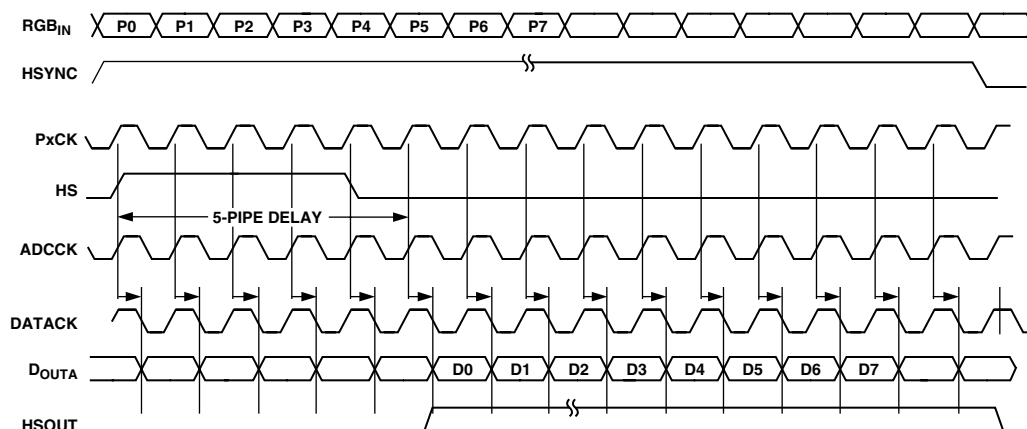 RGBIN P0 P1 P2 P3 P4 P5 P6 P7
HSYNC
PxCK
HS
5-PIPE DELAY
ADCCK
DATACK
DOUTA D0 D1 D2 D3 D4 D5 D6 D7
HSOUT